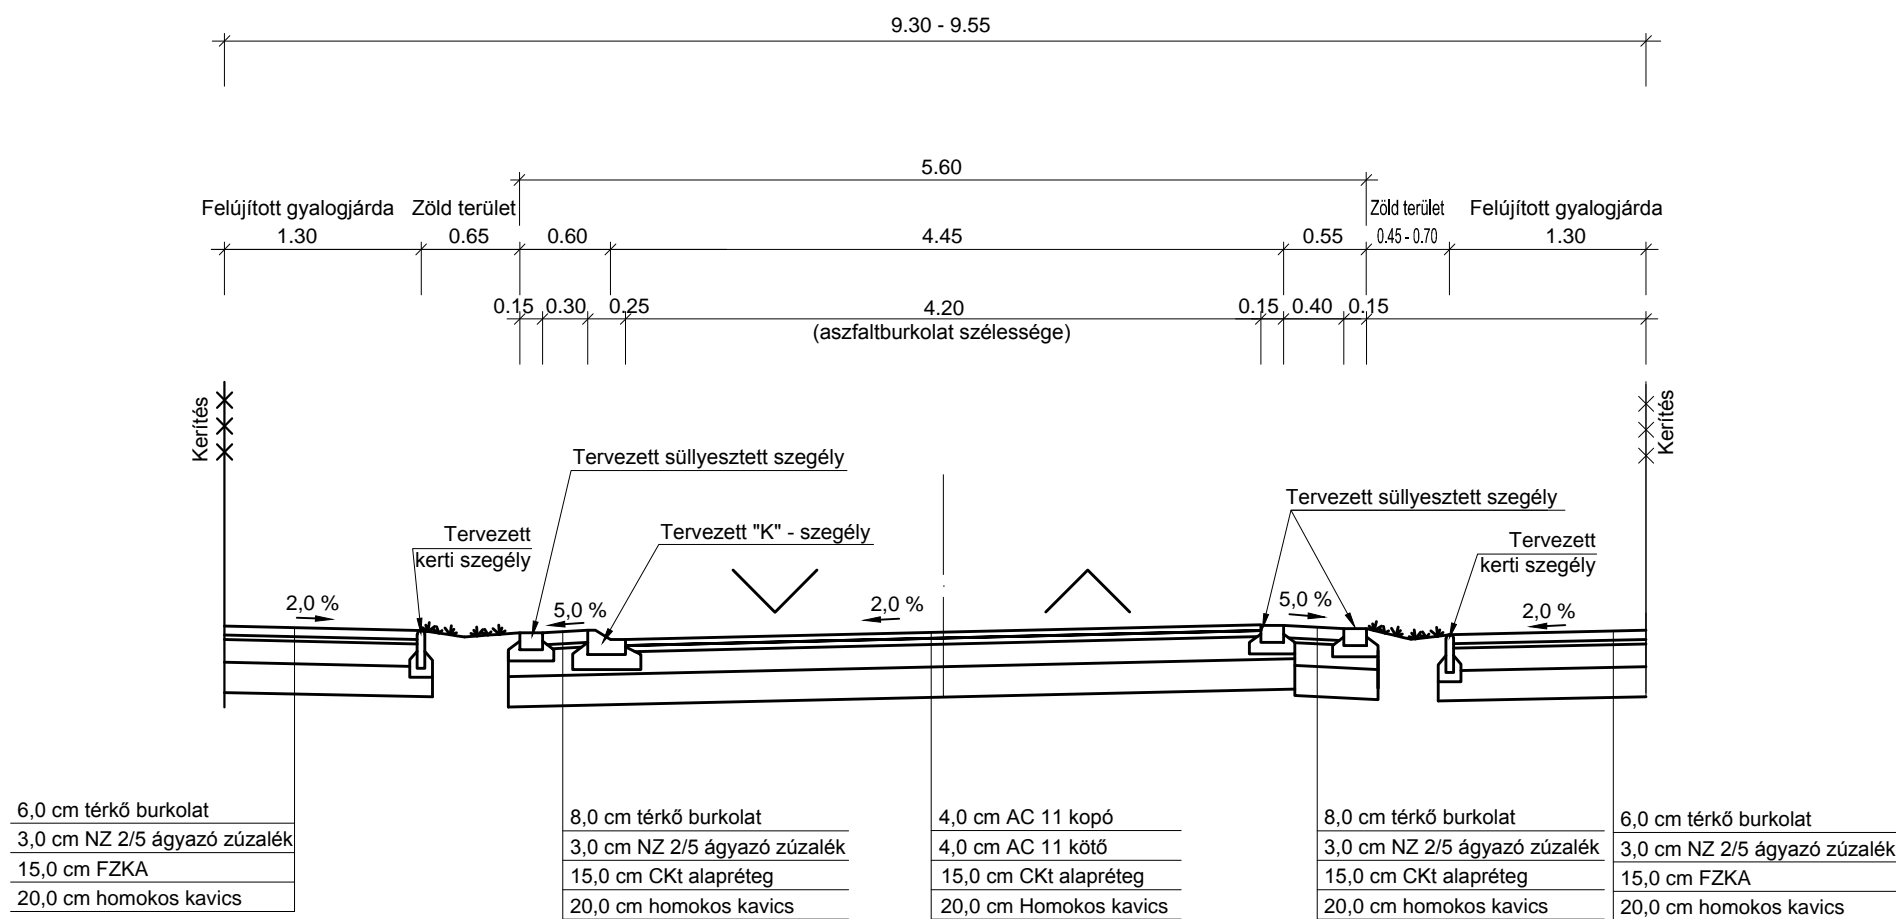 9.30 - 9.55
5.60
Felújított gyalogjárda
Zöld terület
Zöld terület
Felújított gyalogjárda
1.30
0.65
0.60
4.45
0.55
0.45 - 0.70
1.30
0.15
0.30
0.25
4.20
0.15
0.40
0.15
(aszfaltburkolat szélessége)
Kerítés
Kerítés
Tervezett süllyesztett szegély
Tervezett süllyesztett szegély
Tervezett
kerti szegély
Tervezett "K" - szegély
Tervezett
kerti szegély
2,0 %
5,0 %
2,0 %
5,0 %
2,0 %
6,0 cm térkő burkolat
3,0 cm NZ 2/5 ágyazó zúzalék
15,0 cm FZKA
20,0 cm homokos kavics
8,0 cm térkő burkolat
3,0 cm NZ 2/5 ágyazó zúzalék
15,0 cm CKt alapréteg
20,0 cm homokos kavics
4,0 cm AC 11 kopó
4,0 cm AC 11 kötő
15,0 cm CKt alapréteg
20,0 cm Homokos kavics
8,0 cm térkő burkolat
3,0 cm NZ 2/5 ágyazó zúzalék
15,0 cm CKt alapréteg
20,0 cm homokos kavics
6,0 cm térkő burkolat
3,0 cm NZ 2/5 ágyazó zúzalék
15,0 cm FZKA
20,0 cm homokos kavics